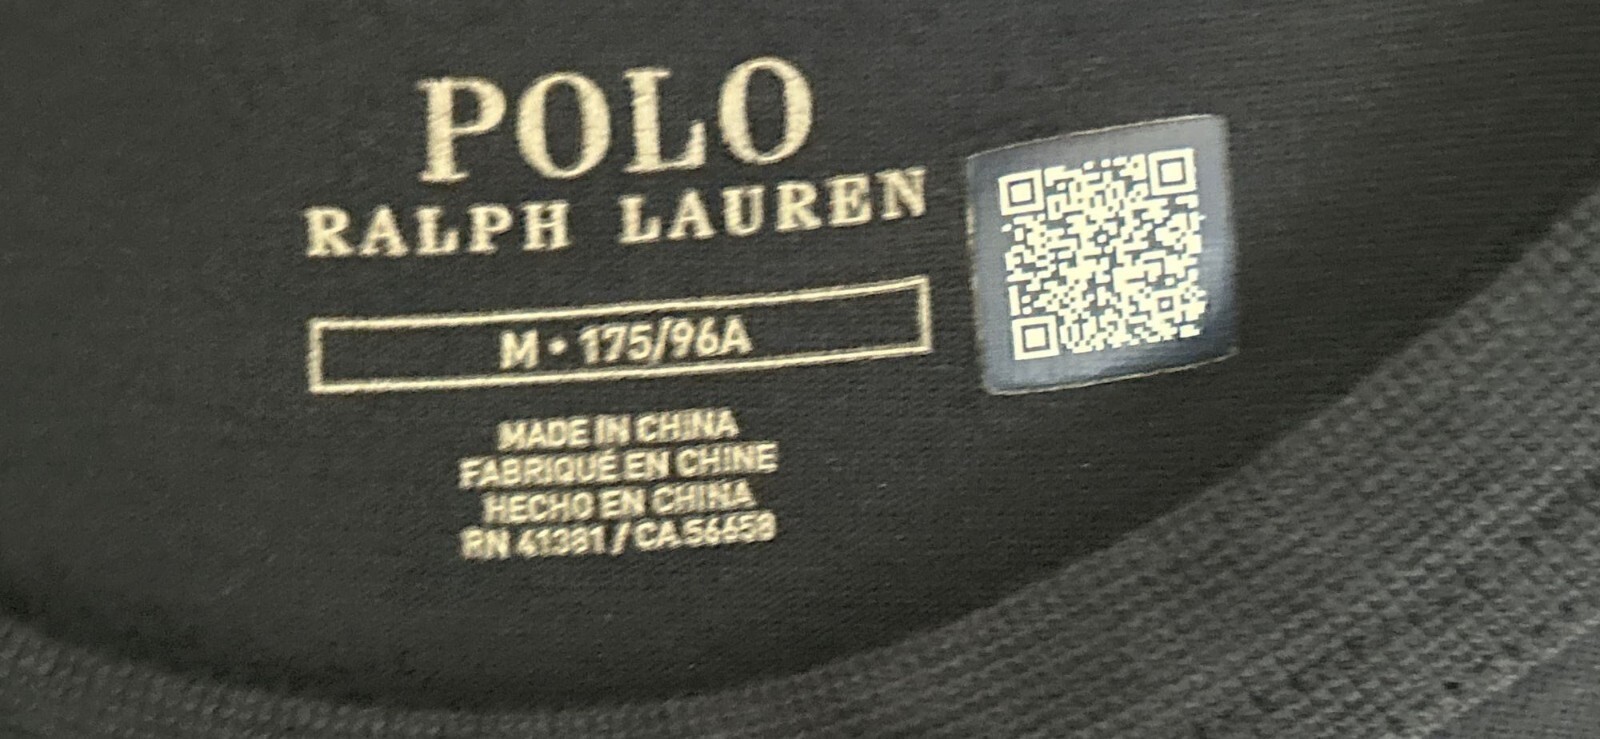 POLO
RALPH LAUREN
M • 175/96A
MADE IN CHINA
FABRIQUÉ EN CHINE
HECHO EN CHINA
RN 41381 / CA 56658